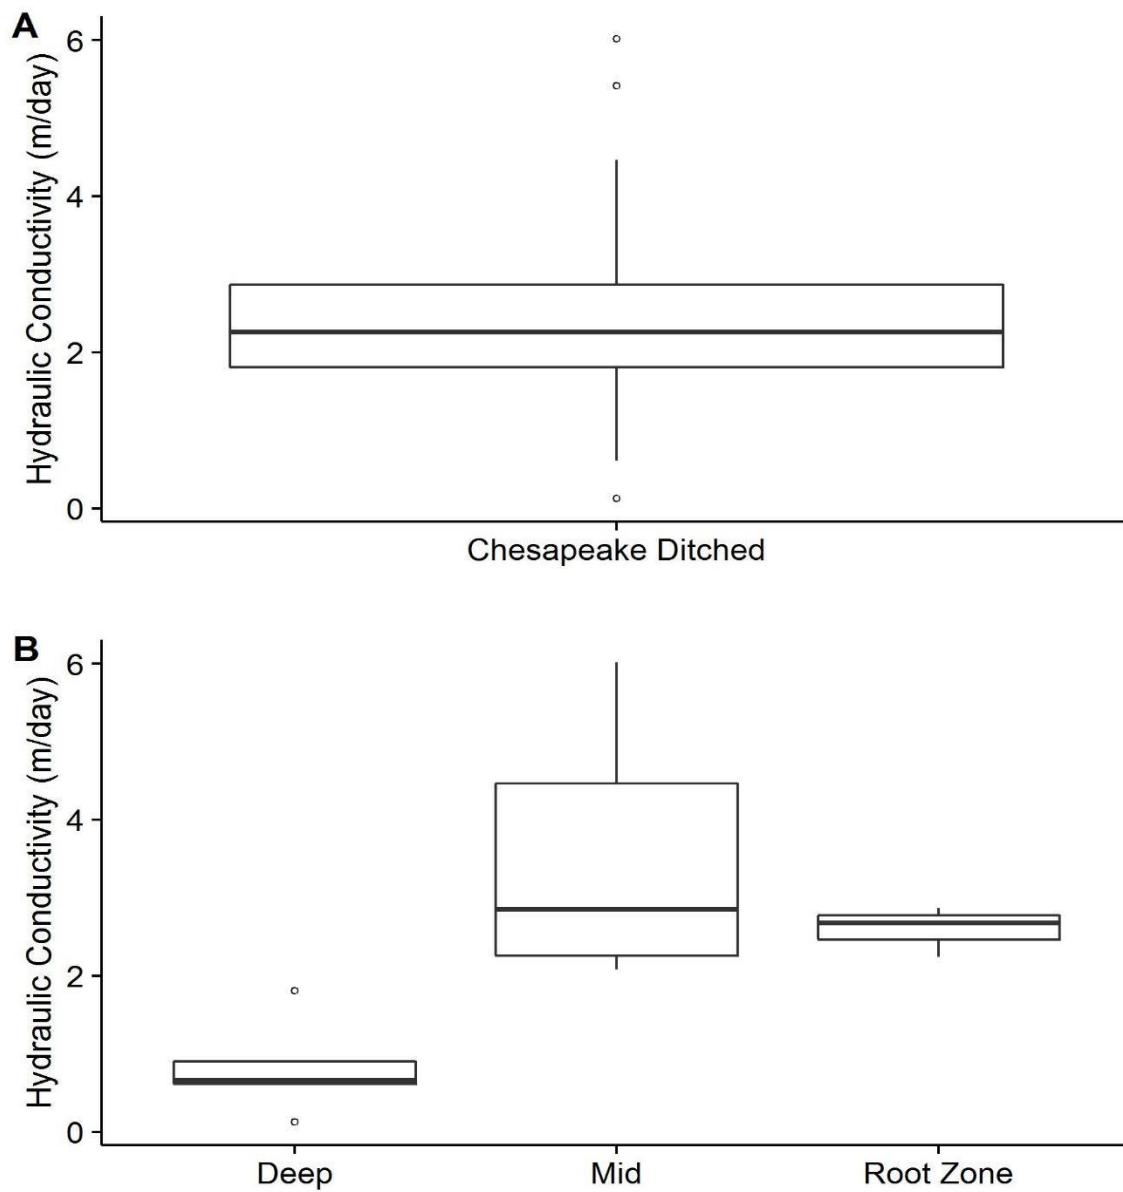 A
Hydraulic Conductivity (m/day)
6
4
2
0
Chesapeake Ditched
B
Hydraulic Conductivity (m/day)
6
4
2
0
Deep Mid Root Zone